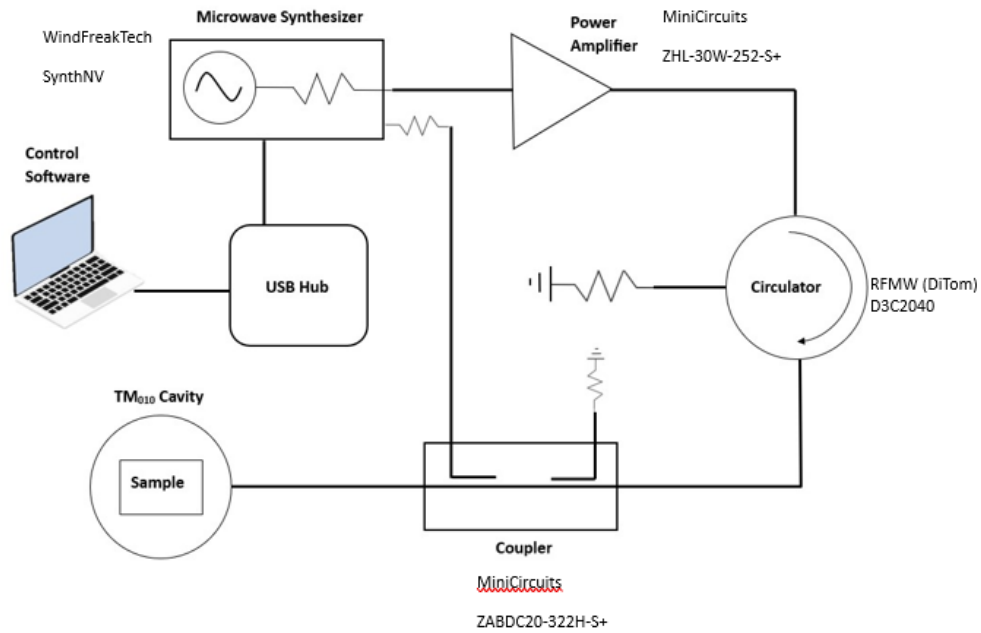 Microwave Synthesizer
WindFreakTech
SynthNV
Power
Amplifier
MiniCircuits
ZHL-30W-252-S+
Control
Software
USB Hub
Circulator
RFMW (DiTom)
D3C2040
TM₀₁₀ Cavity
Sample
Coupler
MiniCircuits
ZABDC20-322H-S+